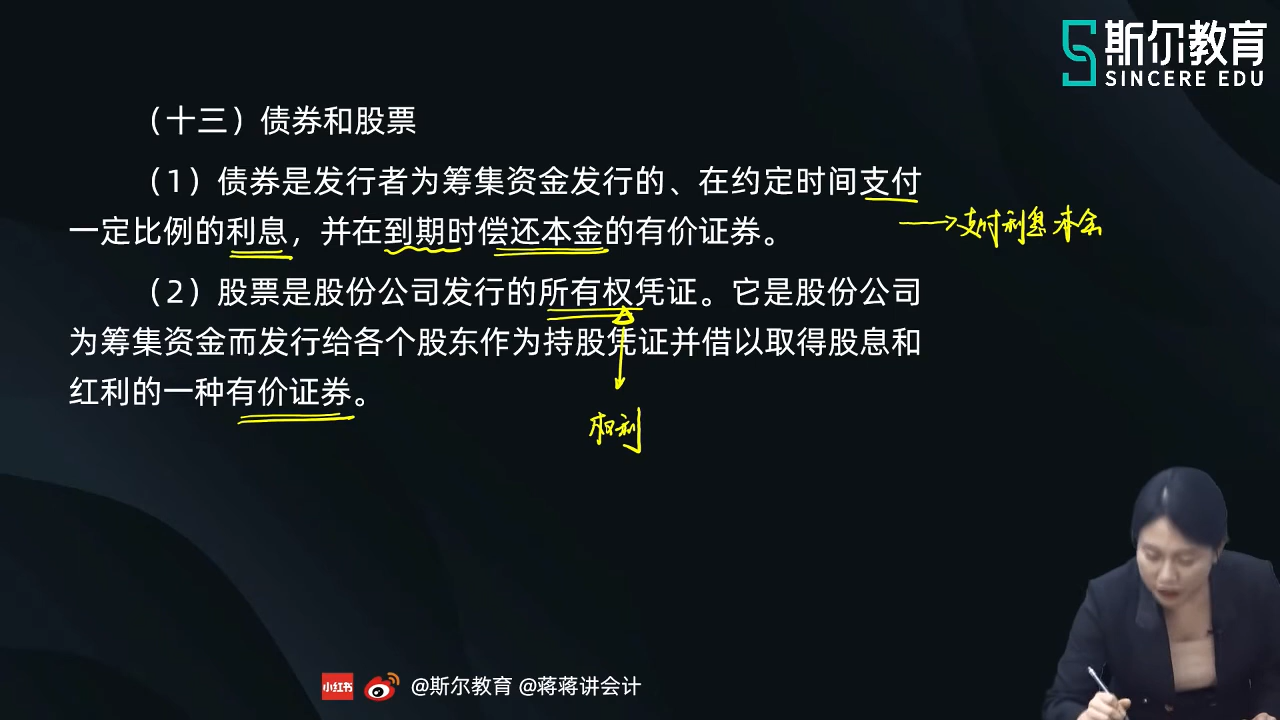 斯尔教育
SINCERE EDU
（十三）债券和股票
（1）债券是发行者为筹集资金发行的、在约定时间支付
一定比例的利息，并在到期时偿还本金的有价证券。
支付利息 本金
（2）股票是股份公司发行的所有权凭证。它是股份公司
为筹集资金而发行给各个股东作为持股凭证并借以取得股息和
红利的一种有价证券。
权利
小红书 @斯尔教育 @蒋蒋讲会计